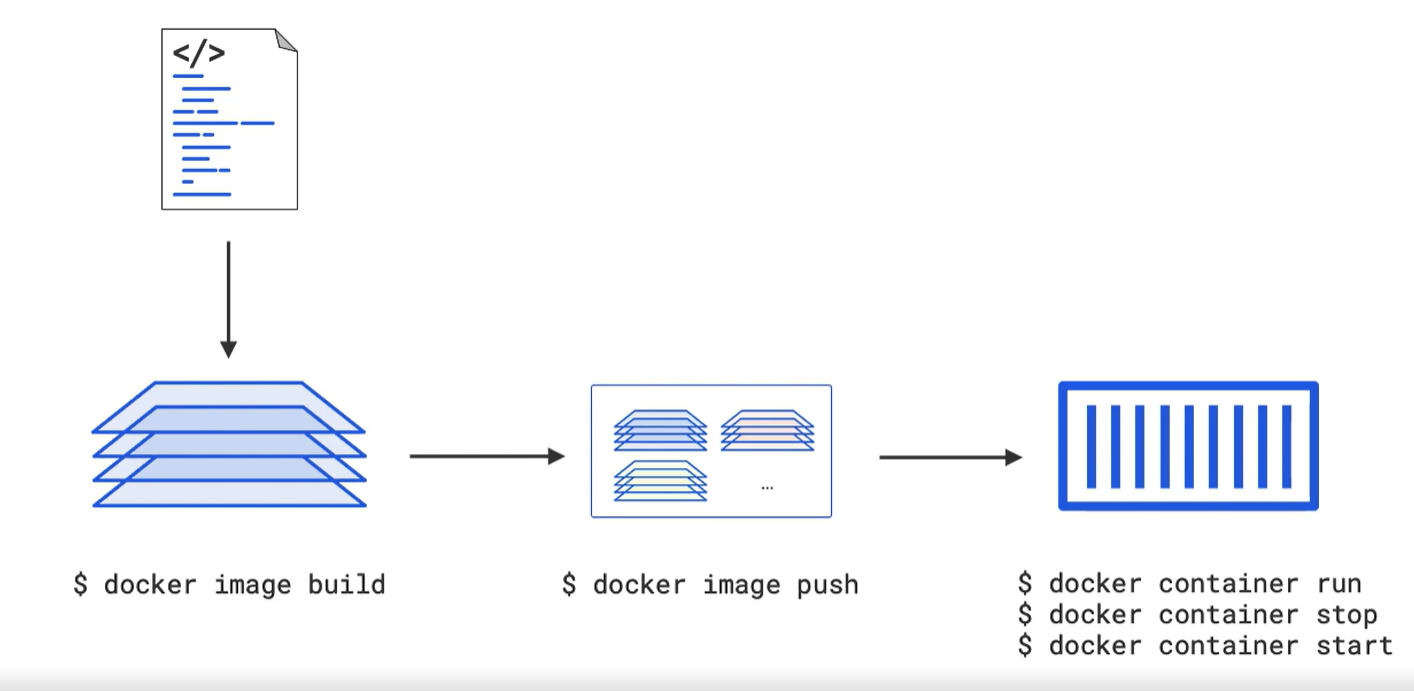 </>
$ docker image build
$ docker image push
...
$ docker container run
$ docker container stop
$ docker container start